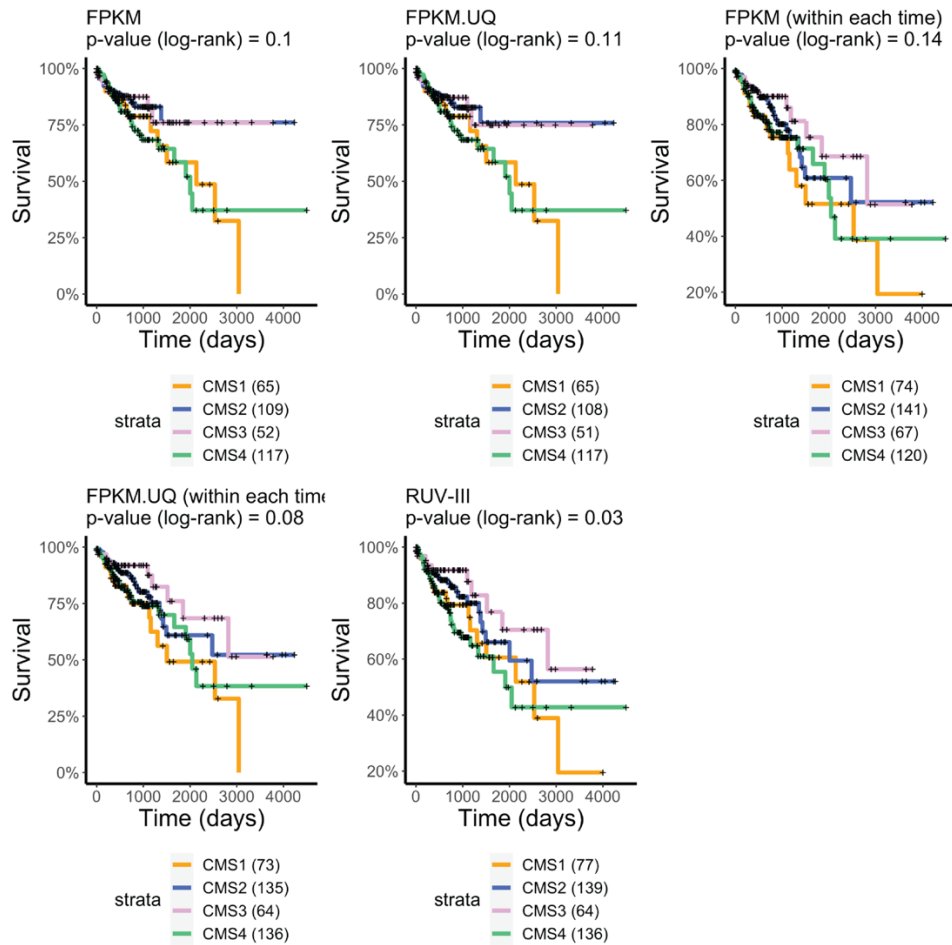 FPKM
p-value (log-rank) = 0.1
100%
75%
50%
25%
0%
Survival
0 1000 2000 3000 4000
Time (days)
strata
CMS1 (65)
CMS2 (109)
CMS3 (52)
CMS4 (117)
FPKM.UQ
p-value (log-rank) = 0.11
100%
75%
50%
25%
0%
Survival
0 1000 2000 3000 4000
Time (days)
strata
CMS1 (65)
CMS2 (108)
CMS3 (51)
CMS4 (117)
FPKM (within each time)
p-value (log-rank) = 0.14
100%
80%
60%
40%
20%
Survival
0 1000 2000 3000 4000
Time (days)
strata
CMS1 (74)
CMS2 (141)
CMS3 (67)
CMS4 (120)
FPKM.UQ (within each time
p-value (log-rank) = 0.08
100%
75%
50%
25%
0%
Survival
0 1000 2000 3000 4000
Time (days)
strata
CMS1 (73)
CMS2 (135)
CMS3 (64)
CMS4 (136)
RUV-III
p-value (log-rank) = 0.03
100%
80%
60%
40%
20%
Survival
0 1000 2000 3000 4000
Time (days)
strata
CMS1 (77)
CMS2 (139)
CMS3 (64)
CMS4 (136)